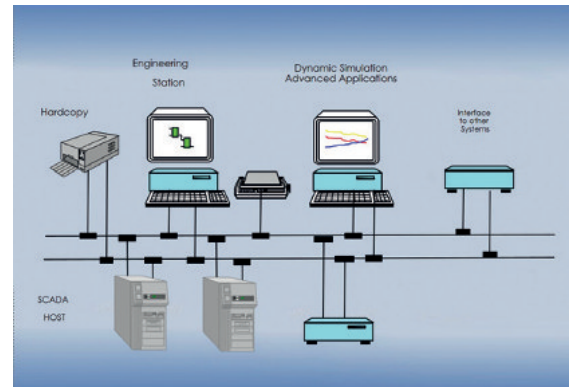 Engineering
Station
Dynamic Simulation
Advanced Applications
Hardcopy
Interface
to other
Systems
SCADA
HOST